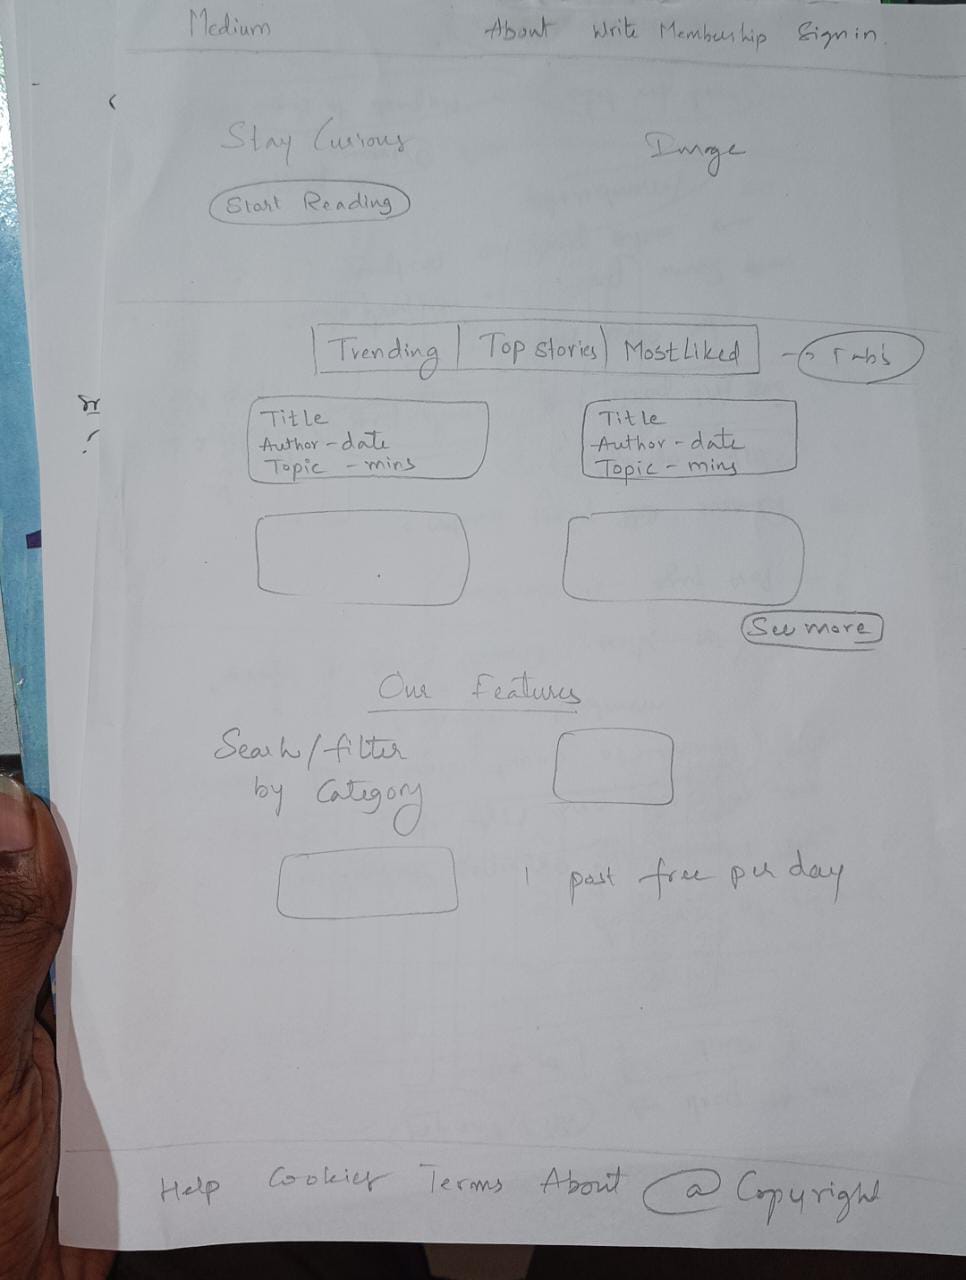 Medium About Write Membership Sign in
Stay Curious
Image
Start Reading
Trending Top stories Most Liked -> Tabs
Title
Author - date
Topic - mins
Title
Author - date
Topic - mins
See more
Our Features
Search/filter
by Category
1 post free per day
Help Cookies Terms About @ Copyright